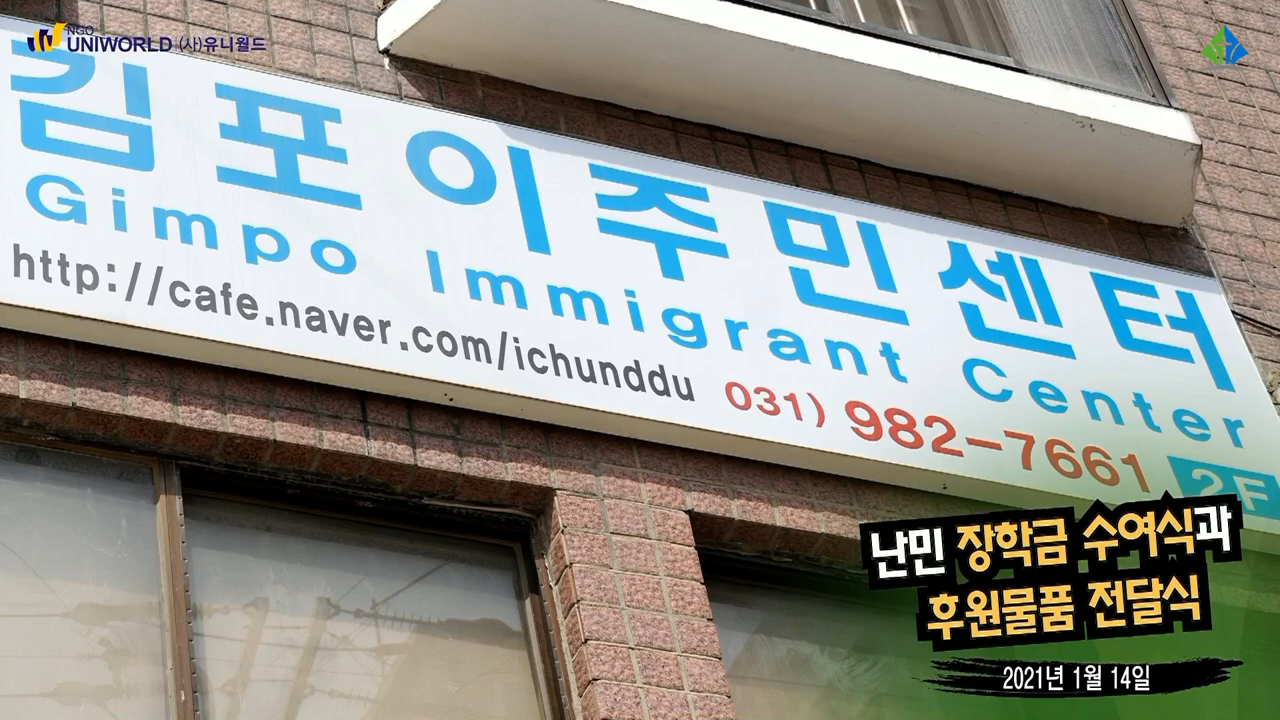 NGO
UNIWORLD (사)유니월드
김포이주민센터
Gimpo Immigrant Center
http://cafe.naver.com/ichunddu 031) 982-7661
2F
난민 장학금 수여식과
후원물품 전달식
2021년 1월 14일